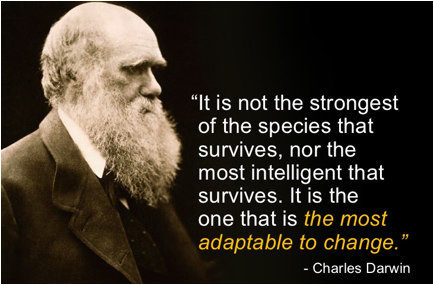 “It is not the strongest
of the species that
survives, nor the
most intelligent that
survives. It is the
one that is the most
adaptable to change.”
- Charles Darwin